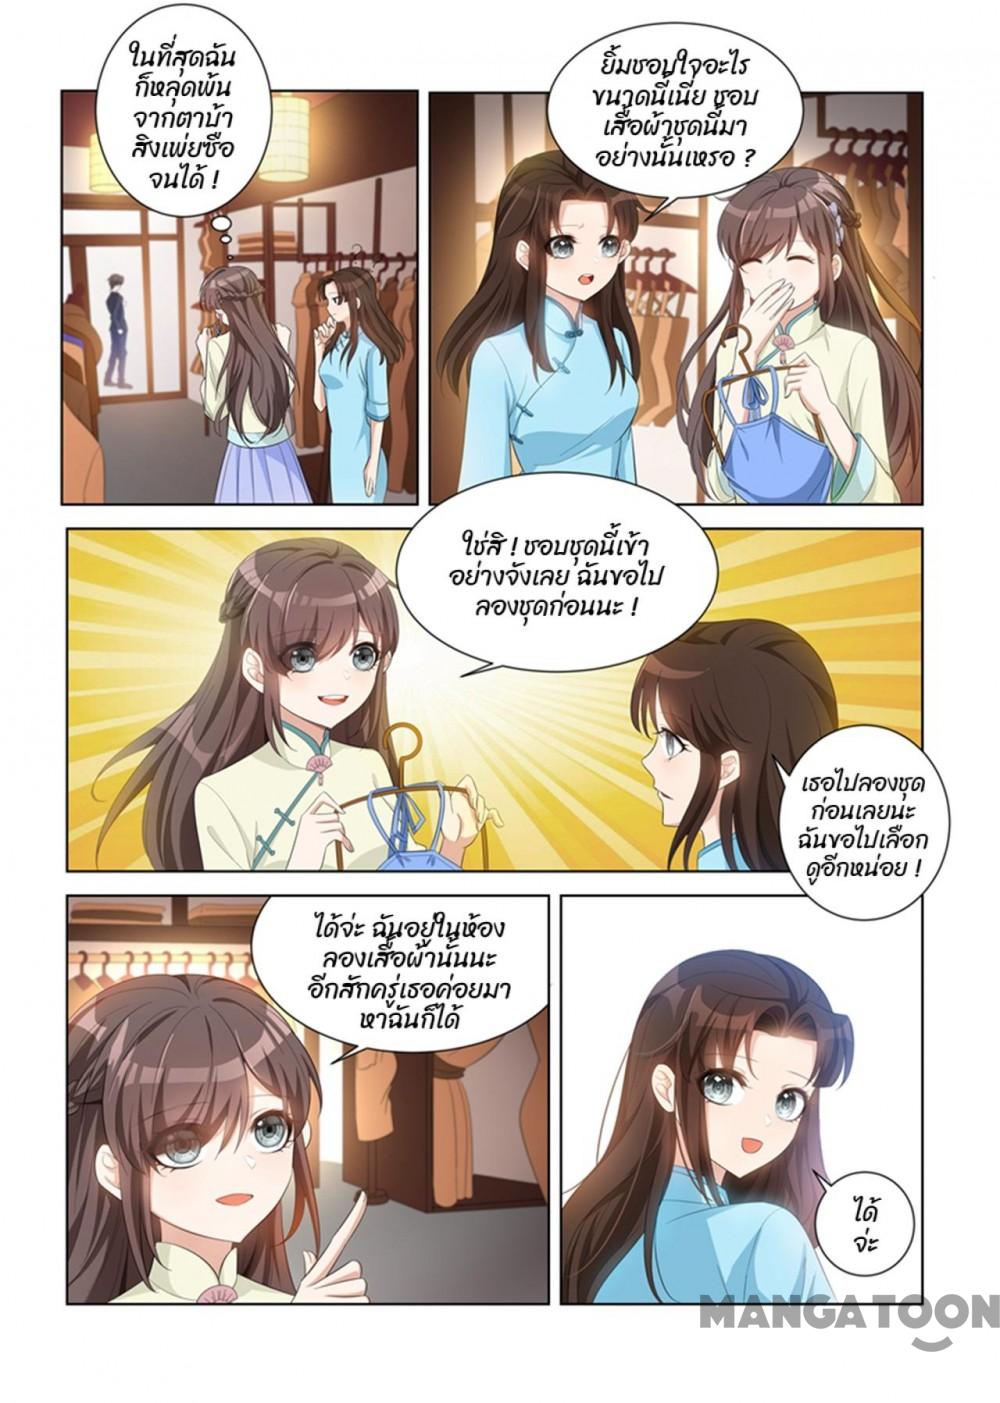 ในที่สุดฉัน
ก็หลุดพ้น
จากตาบ้า
สิงเพ่ยซือ
จนได้ !
ยิ้มชอบใจอะไร
ขนาดนี้เนี่ย ชอบ
เสื้อผ้าชุดนี้มา
อย่างนั้นเหรอ ?
ใช่สิ ! ชอบชุดนี้เข้า
อย่างจังเลย ฉันขอไป
ลองชุดก่อนนะ !
เธอไปลองชุด
ก่อนเลยนะ
ฉันขอไปเลือก
ดูอีกหน่อย !
ได้จ่ะ ฉันอยู่ในห้อง
ลองเสื้อผ้านั้นนะ
อีกสักครู่เธอค่อยมา
หาฉันก็ได้
ได้
จ่ะ
MANGATOON